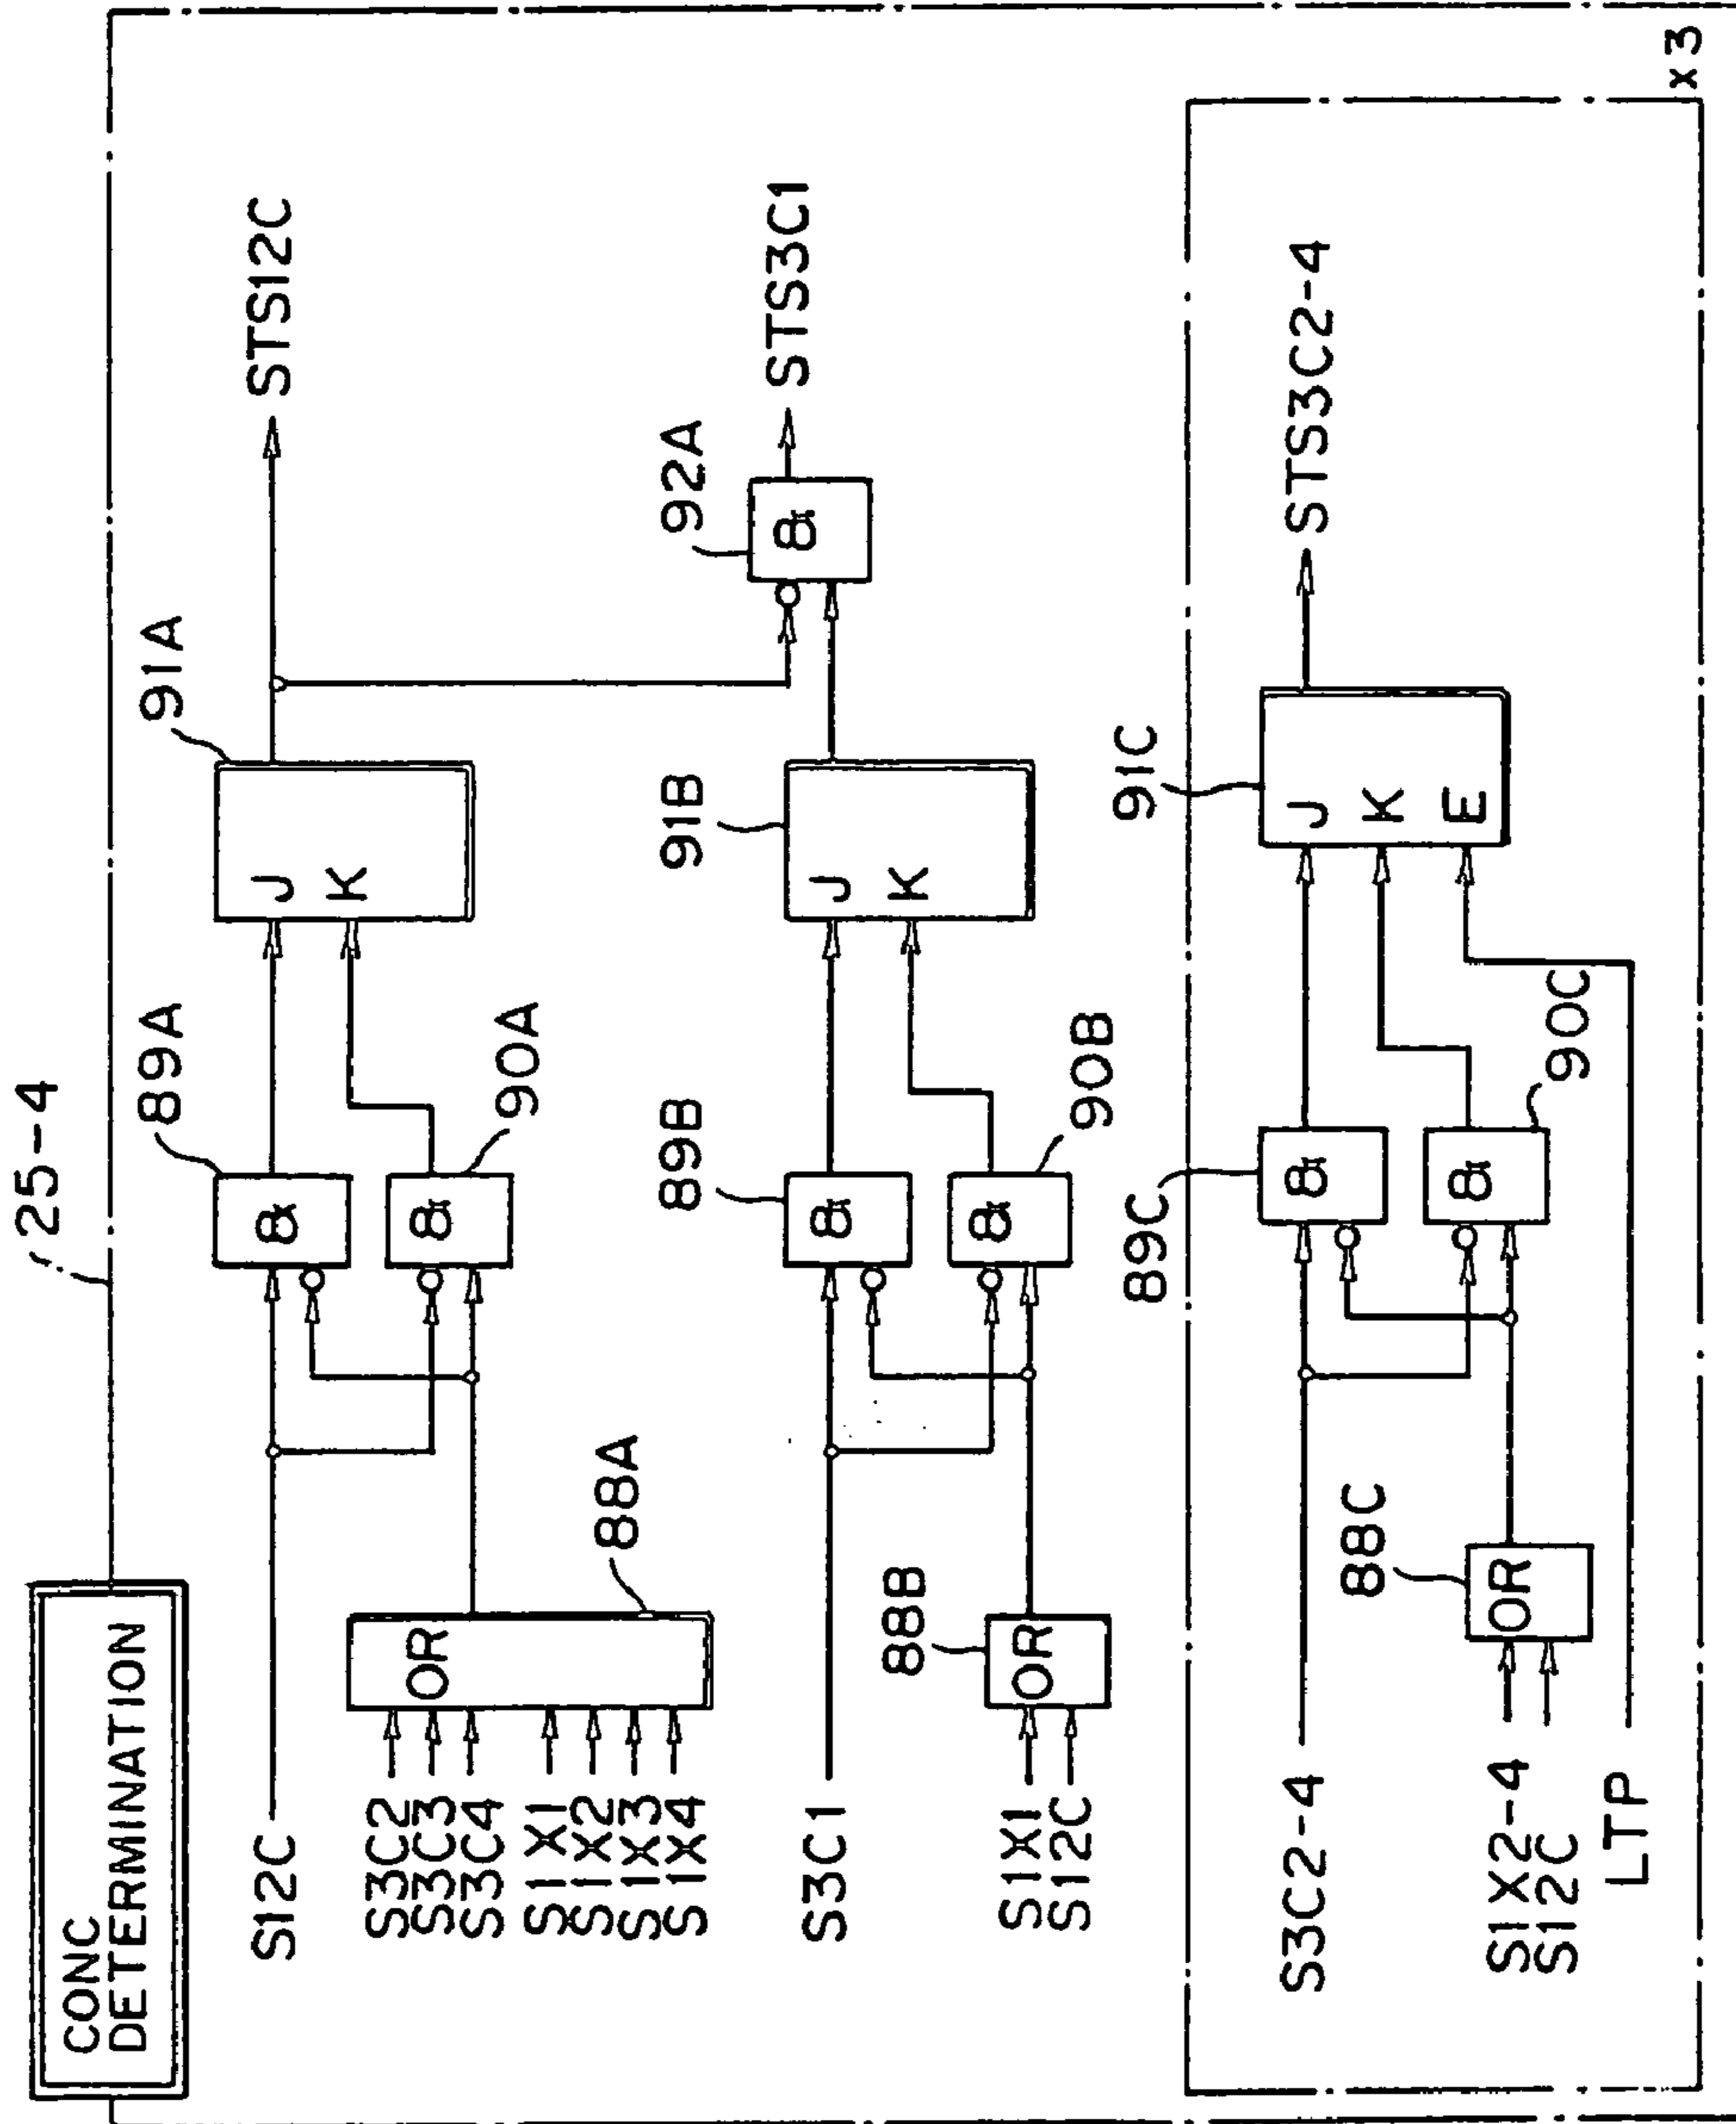 25-4
CONC
DETERMINATION
S12C
89A
&
J
91A
STS12C
S3C2
S3C3
S3C4
S1X1
S1X2
S1X3
S1X4
OR
88A
&
90A
K
S3C1
89B
&
J
91B
92A
&
STS3C1
S1X1
S12C
88B
OR
&
90B
K
S3C2-4
89C
&
J
91C
STS3C2-4
S1X2-4
S12C
88C
OR
&
90C
K
LTP
E
x3